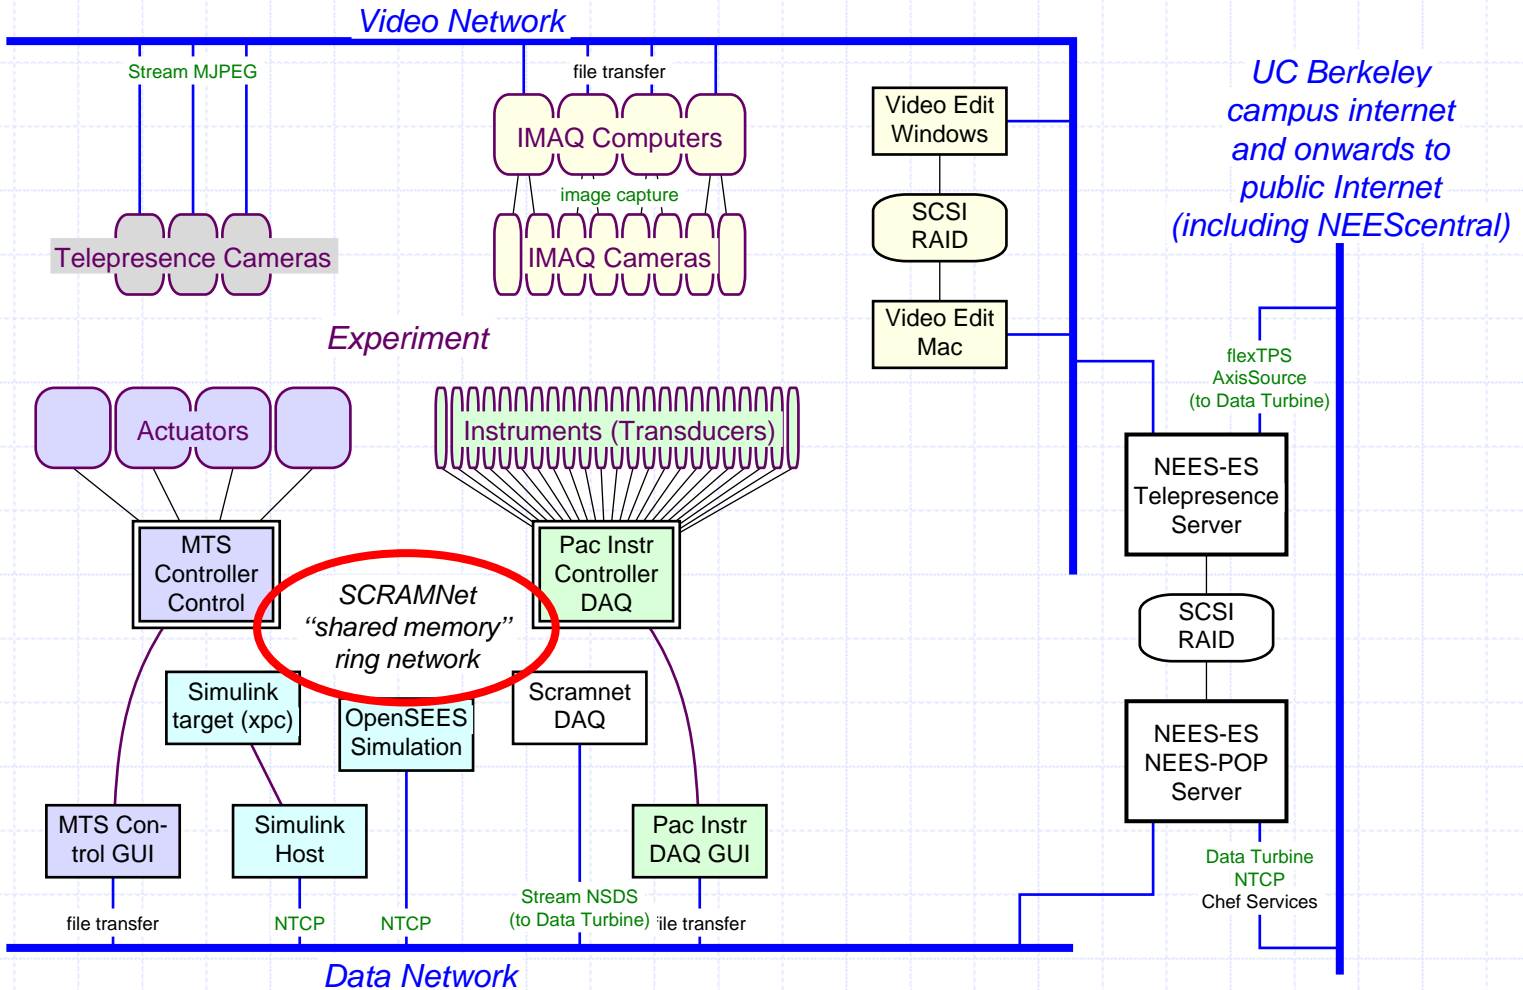 Video Network
Stream MJPEG
file transfer
IMAQ Computers
image capture
Telepresence Cameras
IMAQ Cameras
Video Edit
Windows
SCSI
RAID
Video Edit
Mac
UC Berkeley
campus internet
and onwards to
public Internet
(including NEEScentral)
Experiment
Actuators
Instruments (Transducers)
flexTPS
AxisSource
(to Data Turbine)
NEES-ES
Telepresence
Server
MTS
Controller
Control
SCRAMNet
“shared memory”
ring network
Pac Instr
Controller
DAQ
SCSI
RAID
Simulink
target (xpc)
OpenSEES
Simulation
Scramnet
DAQ
NEES-ES
NEES-POP
Server
MTS Con-
trol GUI
Simulink
Host
Pac Instr
DAQ GUI
Data Turbine
NTCP
Chef Services
file transfer
NTCP
NTCP
Stream NSDS
(to Data Turbine)
file transfer
Data Network